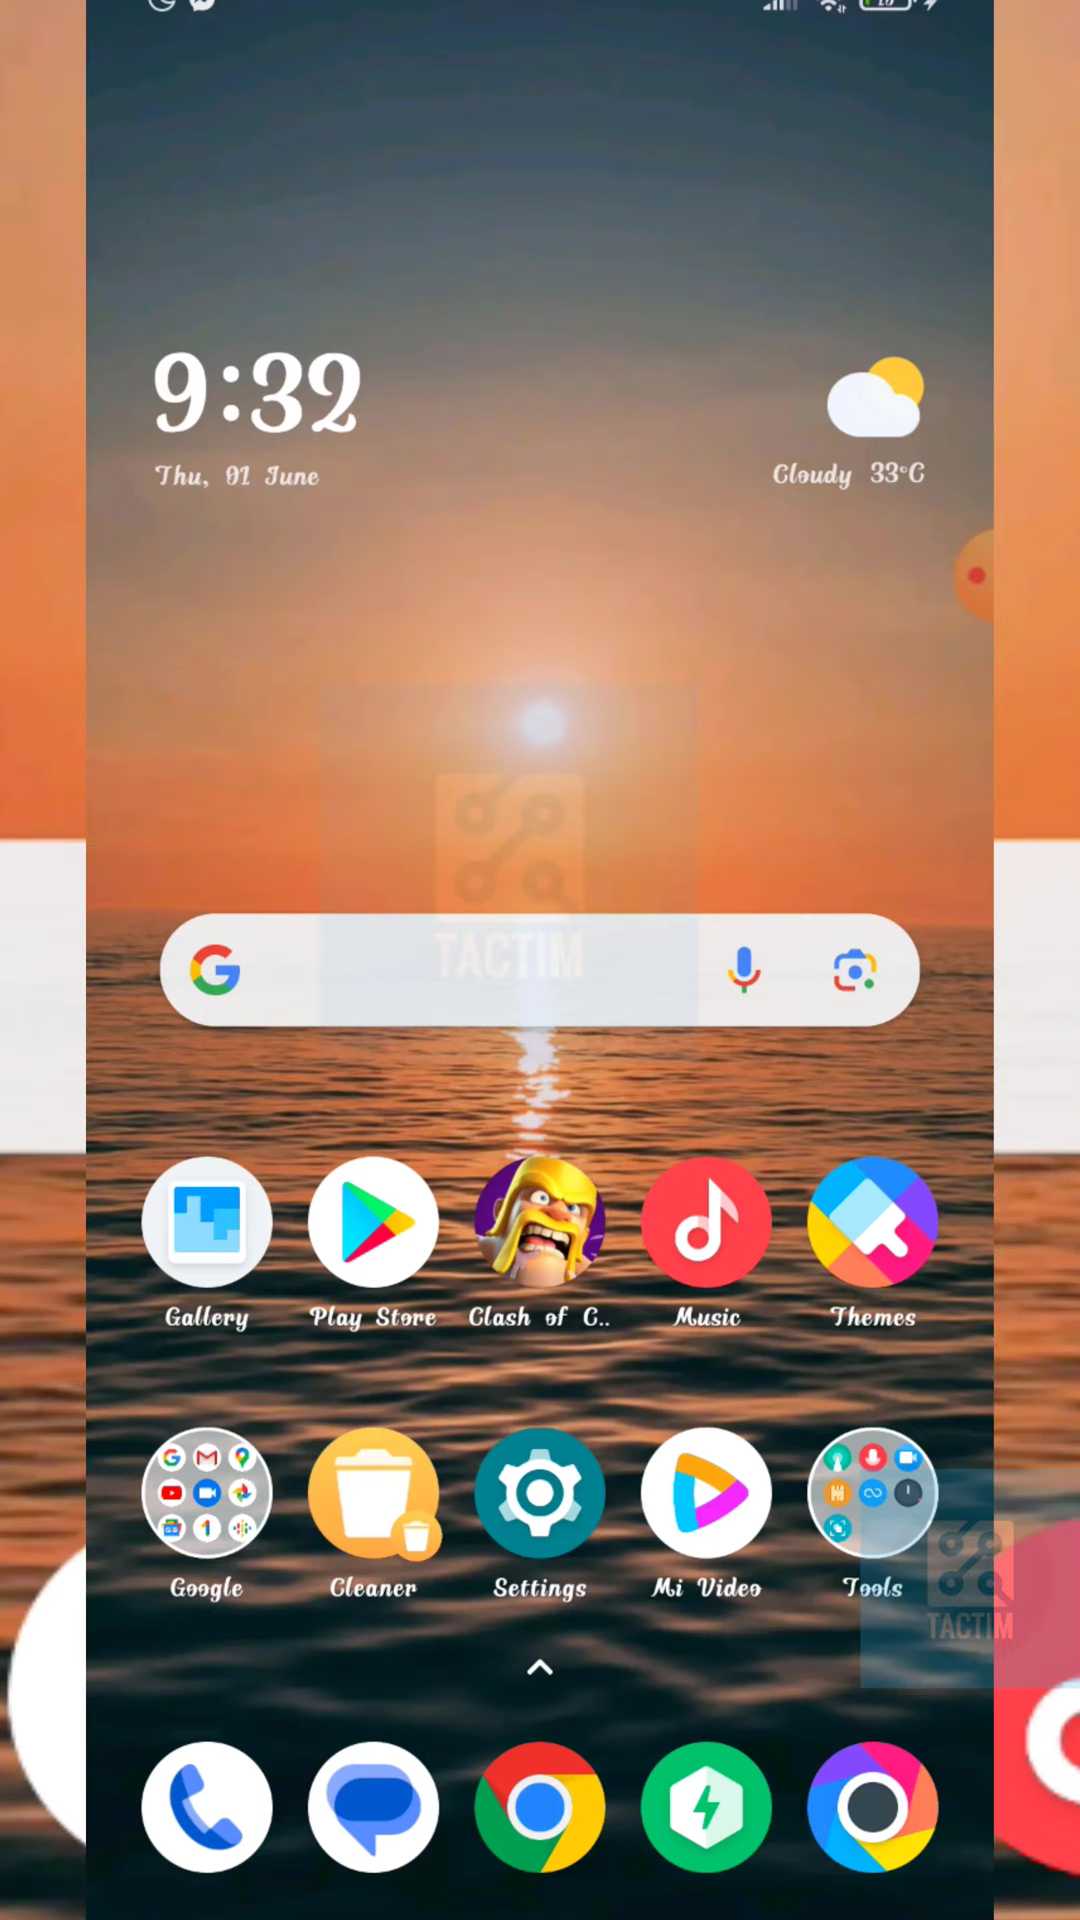 9:32
Thu, 01 June
Cloudy 33°C
TACTIM
Gallery
Play Store
Clash of C..
Music
Themes
Google
Cleaner
Settings
Mi Video
Tools
TACTIM